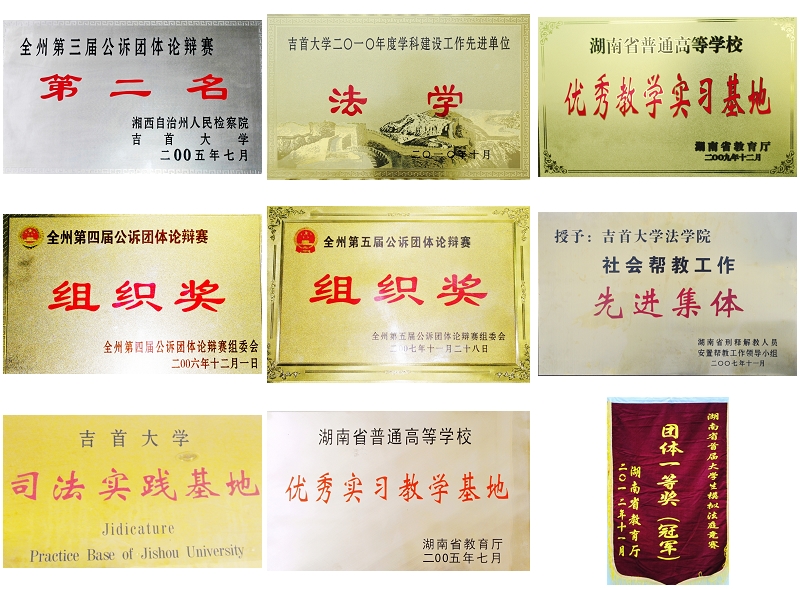 全州第三届公诉团体论辩赛
第二名
湘西自治州人民检察院
吉首大学
二00五年七月
吉首大学二〇一〇年度学科建设工作先进单位
法学
二〇一〇年十月
湖南省普通高等学校
优秀教学实习基地
湖南省教育厅
二00九年十二月
全州第四届公诉团体论辩赛
组织奖
全州第四届公诉团体论辩赛组委会
二00六年十二月一日
全州第五届公诉团体论辩赛
组织奖
全州第五届公诉团体论辩赛组委会
二〇〇七年十一月二十八日
授予：吉首大学法学院
社会帮教工作
先进集体
湖南省刑释解教人员
安置帮教工作领导小组
二〇〇七年十一月
吉首大学
司法实践基地
Jidicature
Practice Base of Jishou University
湖南省普通高等学校
优秀实习教学基地
湖南省教育厅
二00五年七月
湖南省首届大学生模拟法庭竞赛
团体一等奖（冠军）
湖南省教育厅
二〇一二年十一月